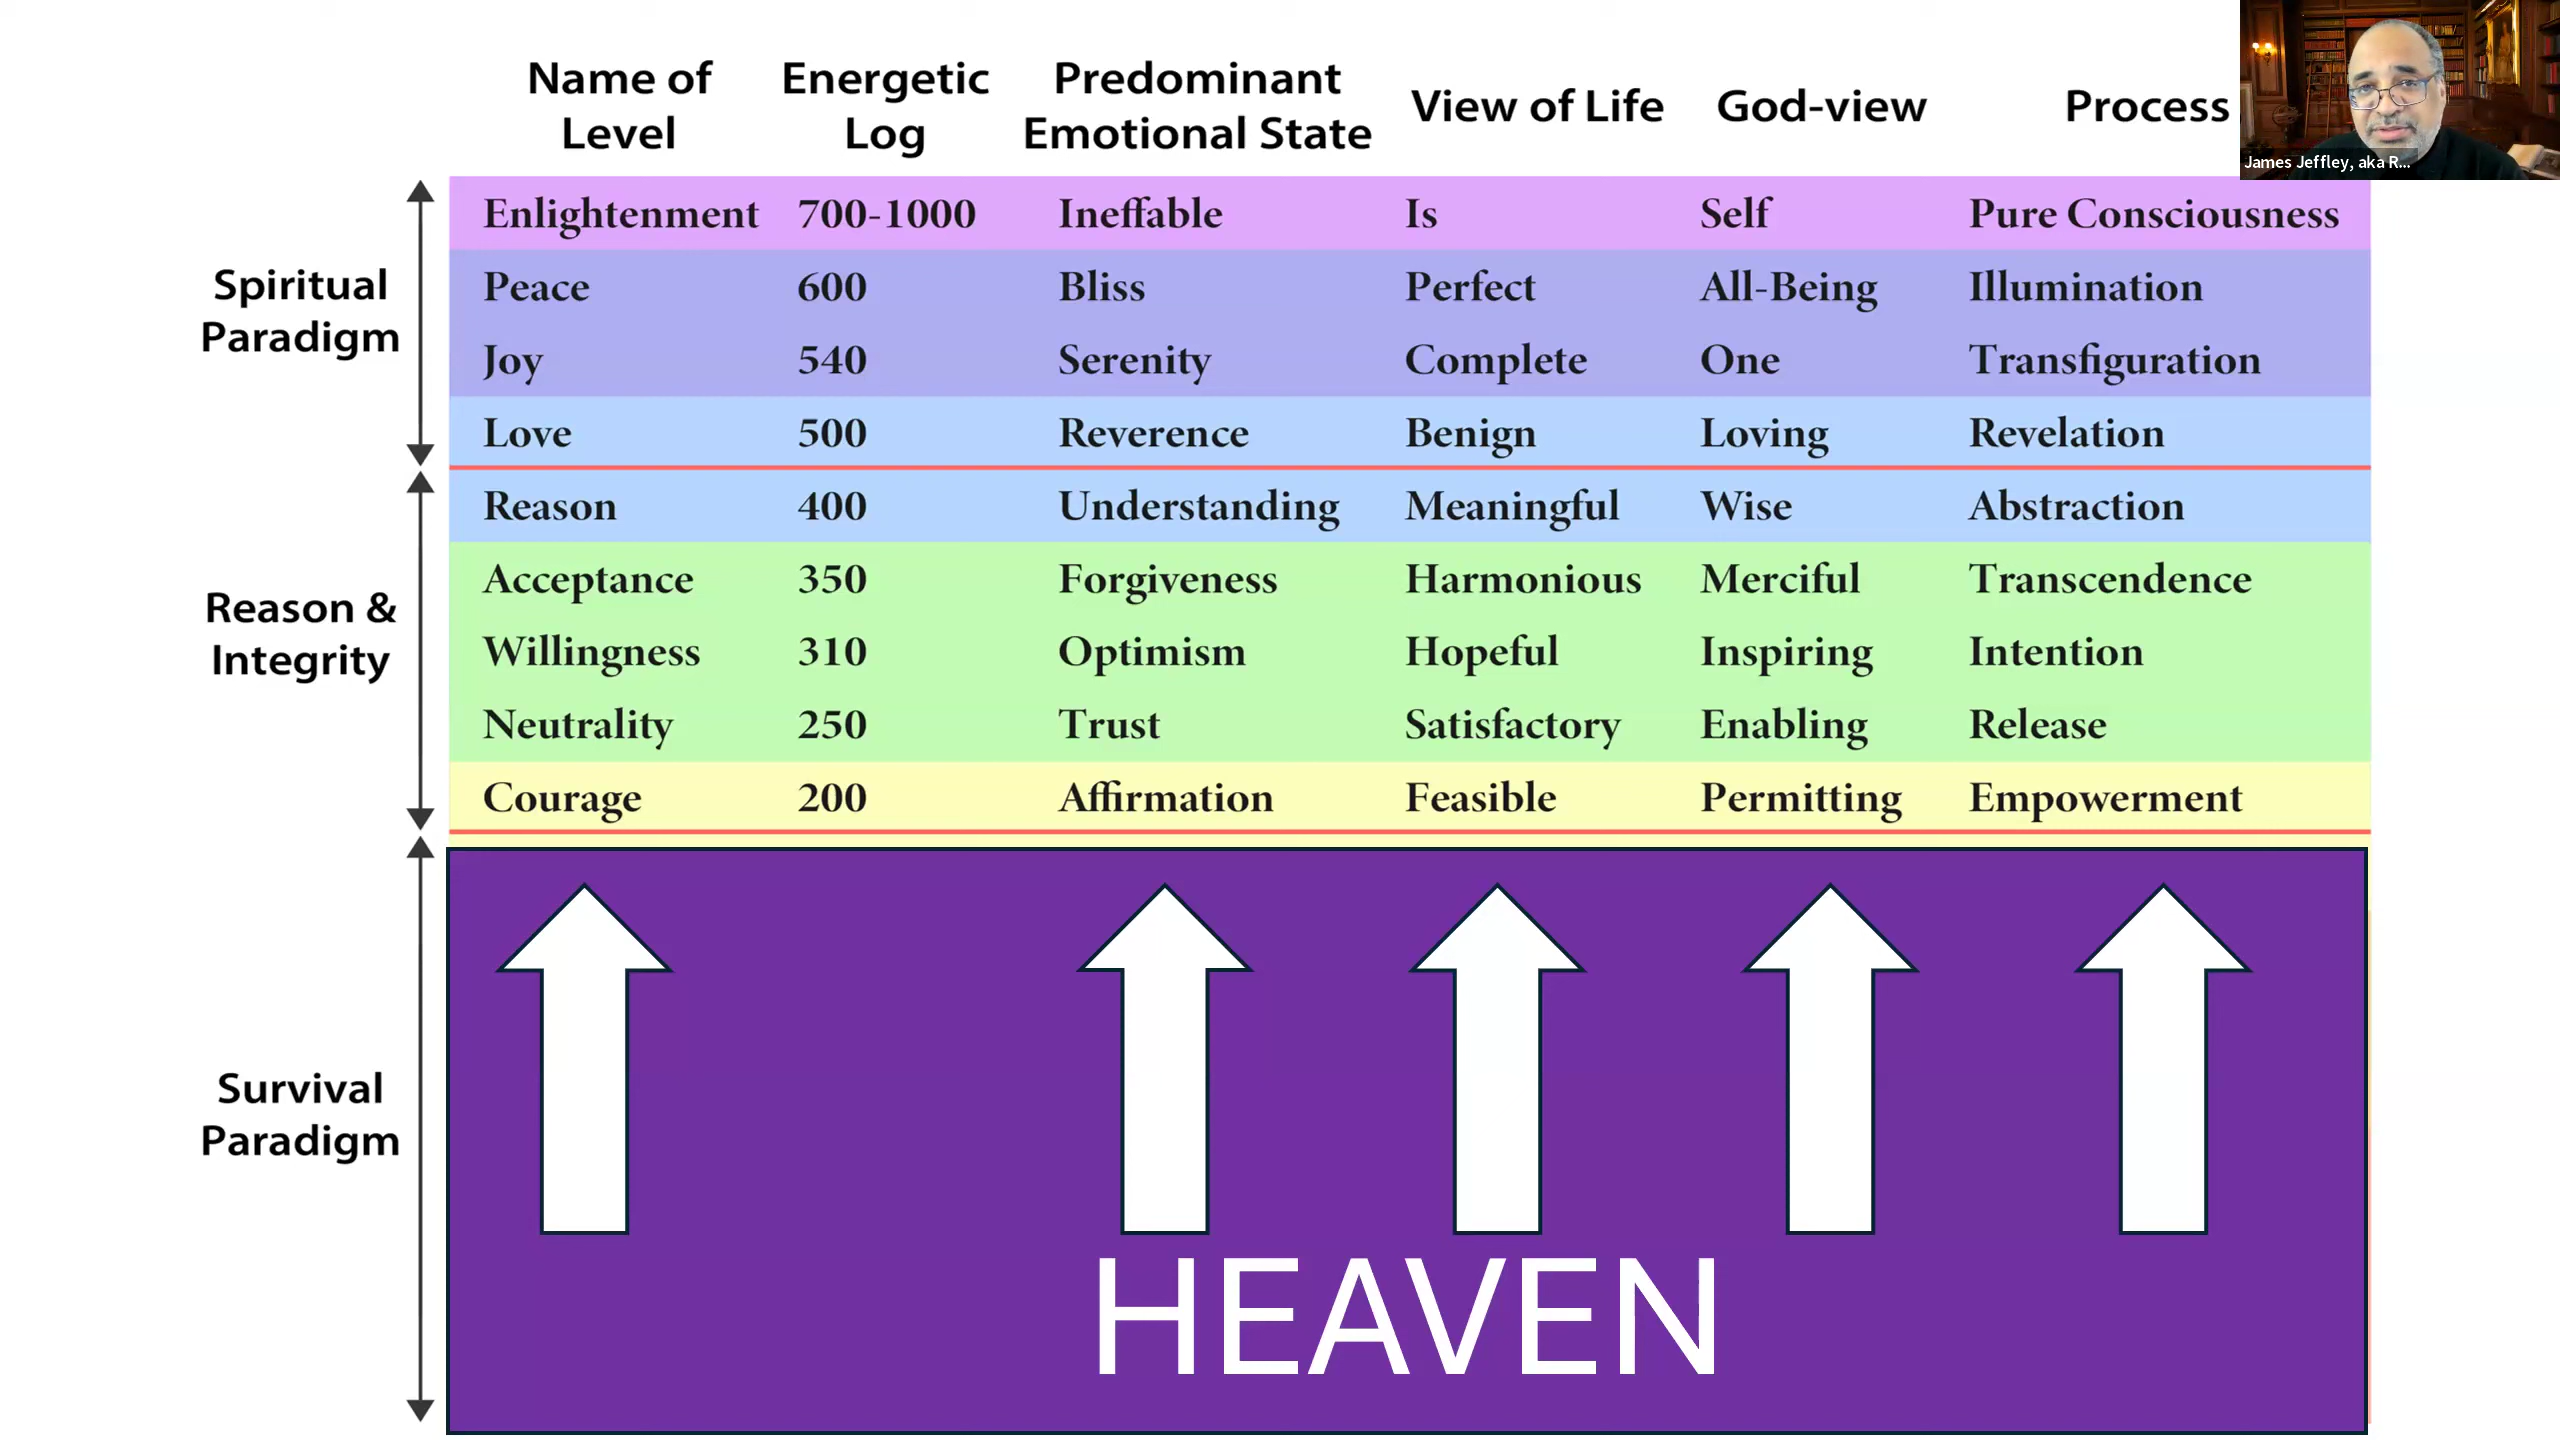 Name of Level
Energetic Log
Predominant Emotional State
View of Life
God-view
Process
James Jeffley, aka R...
Spiritual Paradigm
Enlightenment 700-1000 Ineffable Is Self Pure Consciousness
Peace 600 Bliss Perfect All-Being Illumination
Joy 540 Serenity Complete One Transfiguration
Love 500 Reverence Benign Loving Revelation
Reason & Integrity
Reason 400 Understanding Meaningful Wise Abstraction
Acceptance 350 Forgiveness Harmonious Merciful Transcendence
Willingness 310 Optimism Hopeful Inspiring Intention
Neutrality 250 Trust Satisfactory Enabling Release
Courage 200 Affirmation Feasible Permitting Empowerment
Survival Paradigm
HEAVEN